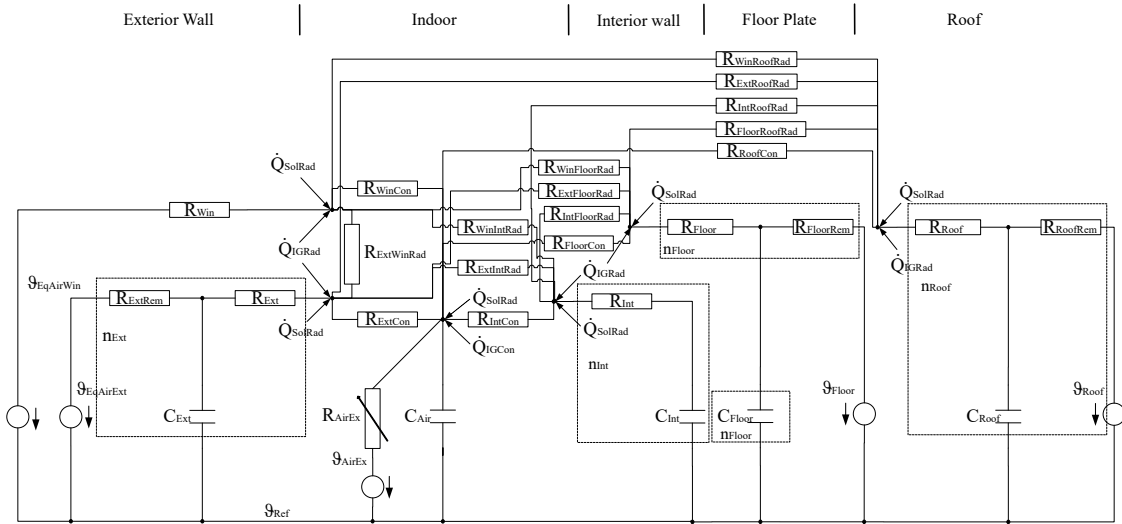 Exterior Wall
Indoor
Interior wall
Floor Plate
Roof
RWinRoofRad
RExtRoofRad
RIntRoofRad
RFloorRoofRad
RRoofCon
Q̇SolRad
RWinCon
RWinFloorRad
RExtFloorRad
RIntFloorRad
RFloorCon
Q̇SolRad
Q̇SolRad
RWin
RWinIntRad
RFloor
RFloorRem
nFloor
RRoof
RRoofRem
nRoof
Q̇IGRad
RExtWinRad
RExtIntRad
Q̇IGRad
Q̇IGRad
ϑEqAirWin
RExtRem
RExt
nExt
Q̇SolRad
RExtCon
Q̇SolRad
RIntCon
Q̇IGCon
RInt
Q̇SolRad
nInt
ϑEqAirExt
CExt
RAirEx
CAir
CInt
CFloor
nFloor
ϑFloor
CRoof
ϑRoof
ϑAirEx
ϑRef